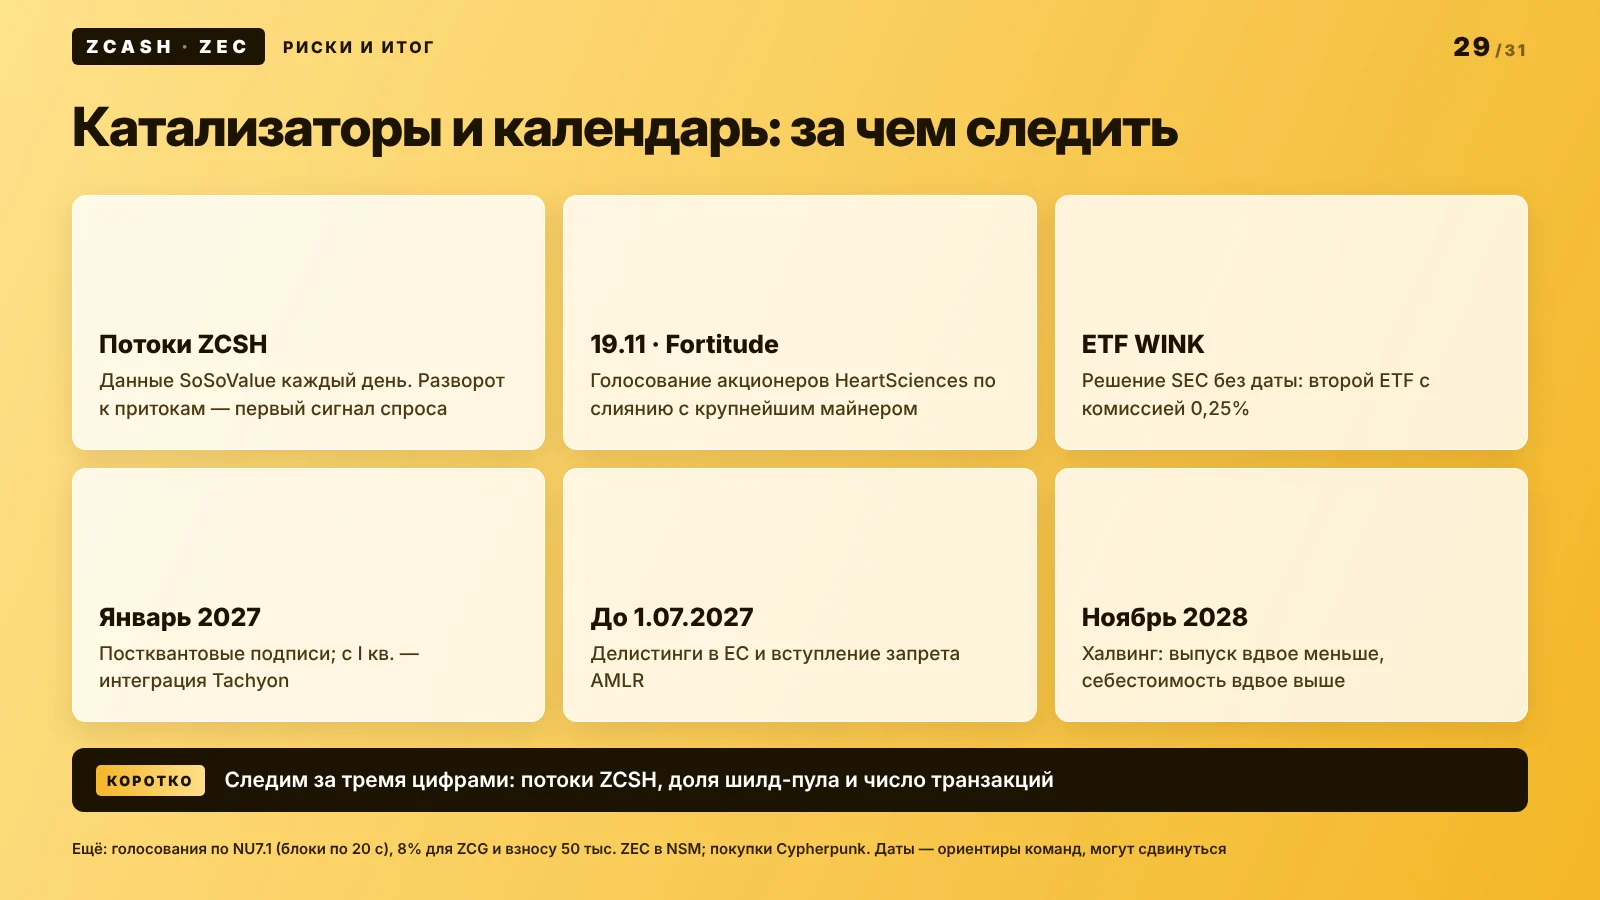 ZCASH · ZEC
РИСКИ И ИТОГ
29 /31
Катализаторы и календарь: за чем следить
Потоки ZCSH
Данные SoSoValue каждый день. Разворот
к притокам — первый сигнал спроса
19.11 · Fortitude
Голосование акционеров HeartSciences по
слиянию с крупнейшим майнером
ETF WINK
Решение SEC без даты: второй ETF с
комиссией 0,25%
Январь 2027
Постквантовые подписи; с I кв. —
интеграция Tachyon
До 1.07.2027
Делистинги в ЕС и вступление запрета
AMLR
Ноябрь 2028
Халвинг: выпуск вдвое меньше,
себестоимость вдвое выше
КОРОТКО
Следим за тремя цифрами: потоки ZCSH, доля шилд-пула и число транзакций
Ещё: голосования по NU7.1 (блоки по 20 с), 8% для ZCG и взносу 50 тыс. ZEC в NSM; покупки Cypherpunk. Даты — ориентиры команд, могут сдвинуться